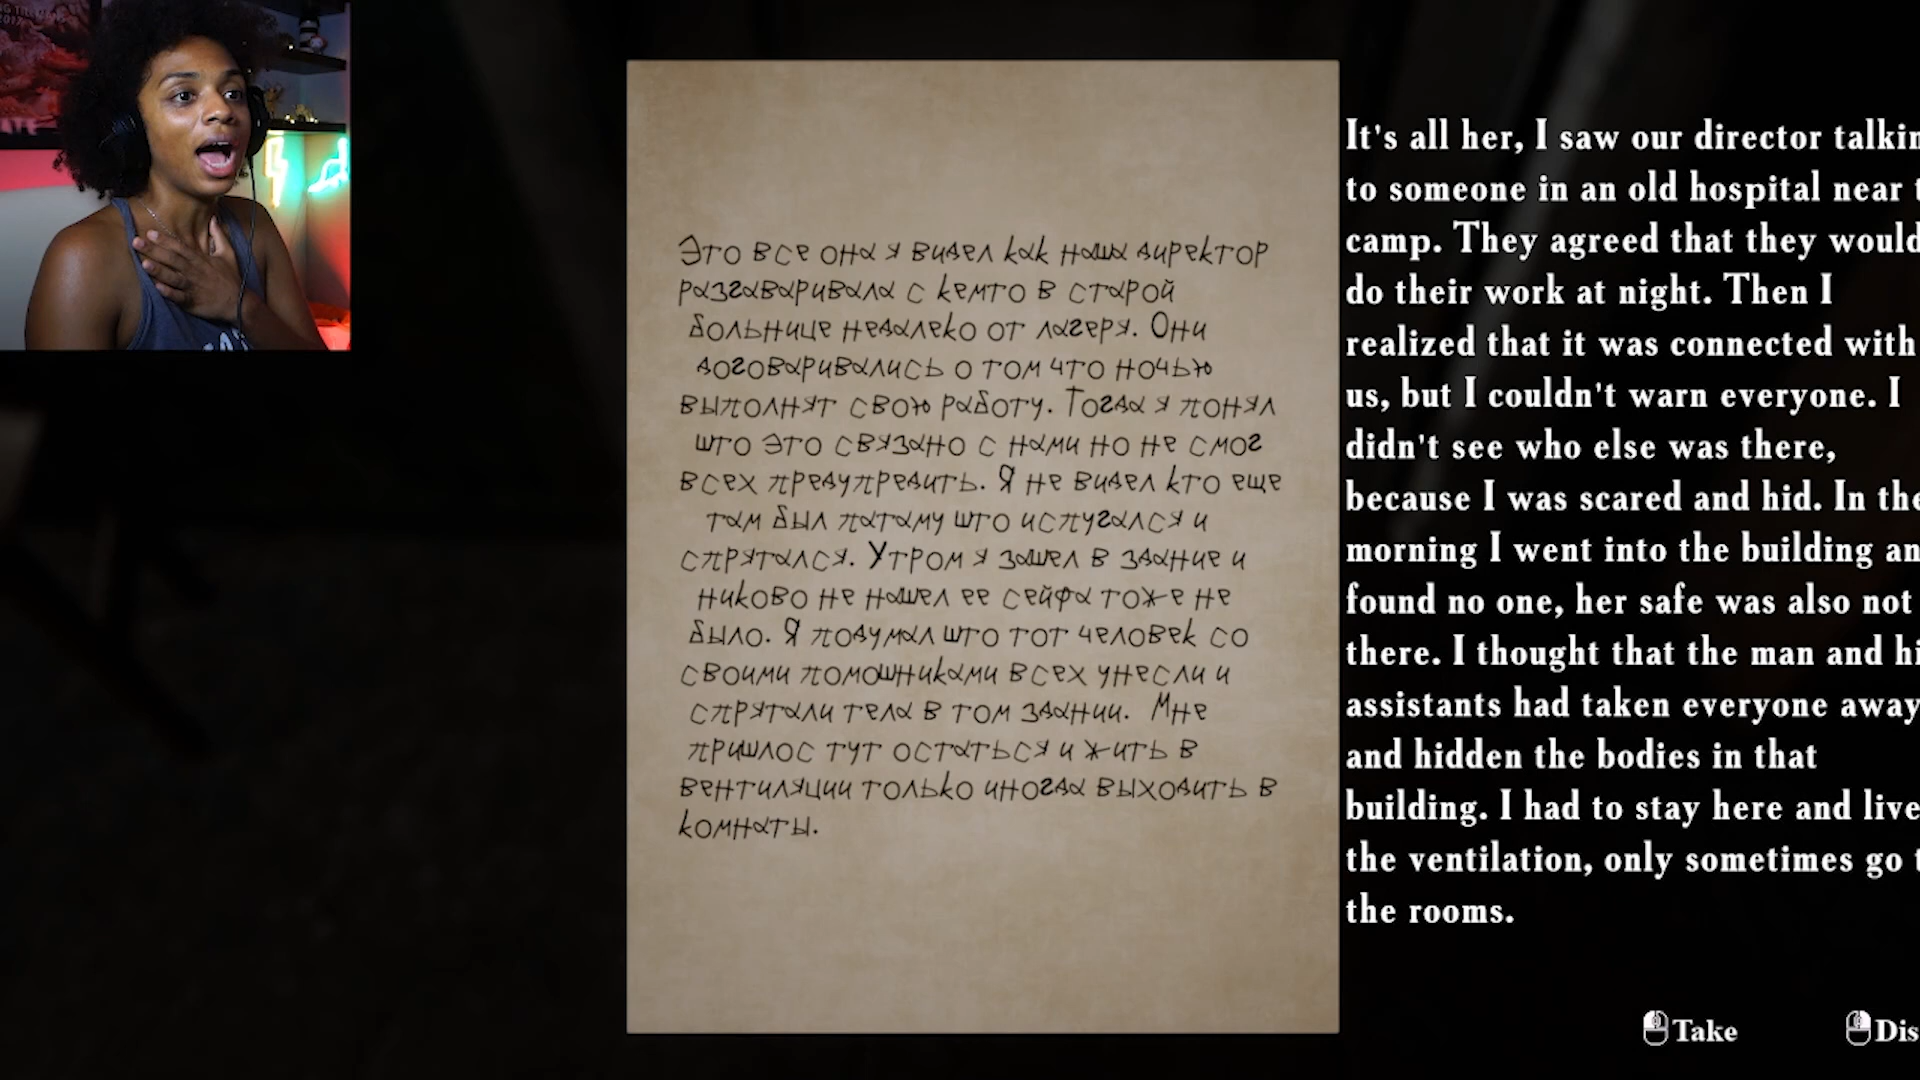 Это все она я видел как наша директор
разгаваривала с кемто в старой
больнице недалеко от лагеря. Они
договаривались о том что ночью
выполнят свою работу. Тогда я понял
што это связано с нами но не смог
всех предупредить. Я не видел кто еще
там был патаму што испугался и
спрятался. Утром я зашел в здание и
никово не нашел ее сейфа тоже не
было. Я подумал што тот человек со
своими помошниками всех унесли и
спрятали тела в том здании. Мне
пришлос тут остаться и жить в
вентиляции только иногда выходить в
комнаты.
It's all her, I saw our director talkin
to someone in an old hospital near t
camp. They agreed that they would
do their work at night. Then I
realized that it was connected with
us, but I couldn't warn everyone. I
didn't see who else was there,
because I was scared and hid. In the
morning I went into the building an
found no one, her safe was also not
there. I thought that the man and hi
assistants had taken everyone away
and hidden the bodies in that
building. I had to stay here and live
the ventilation, only sometimes go t
the rooms.
Take
Dis